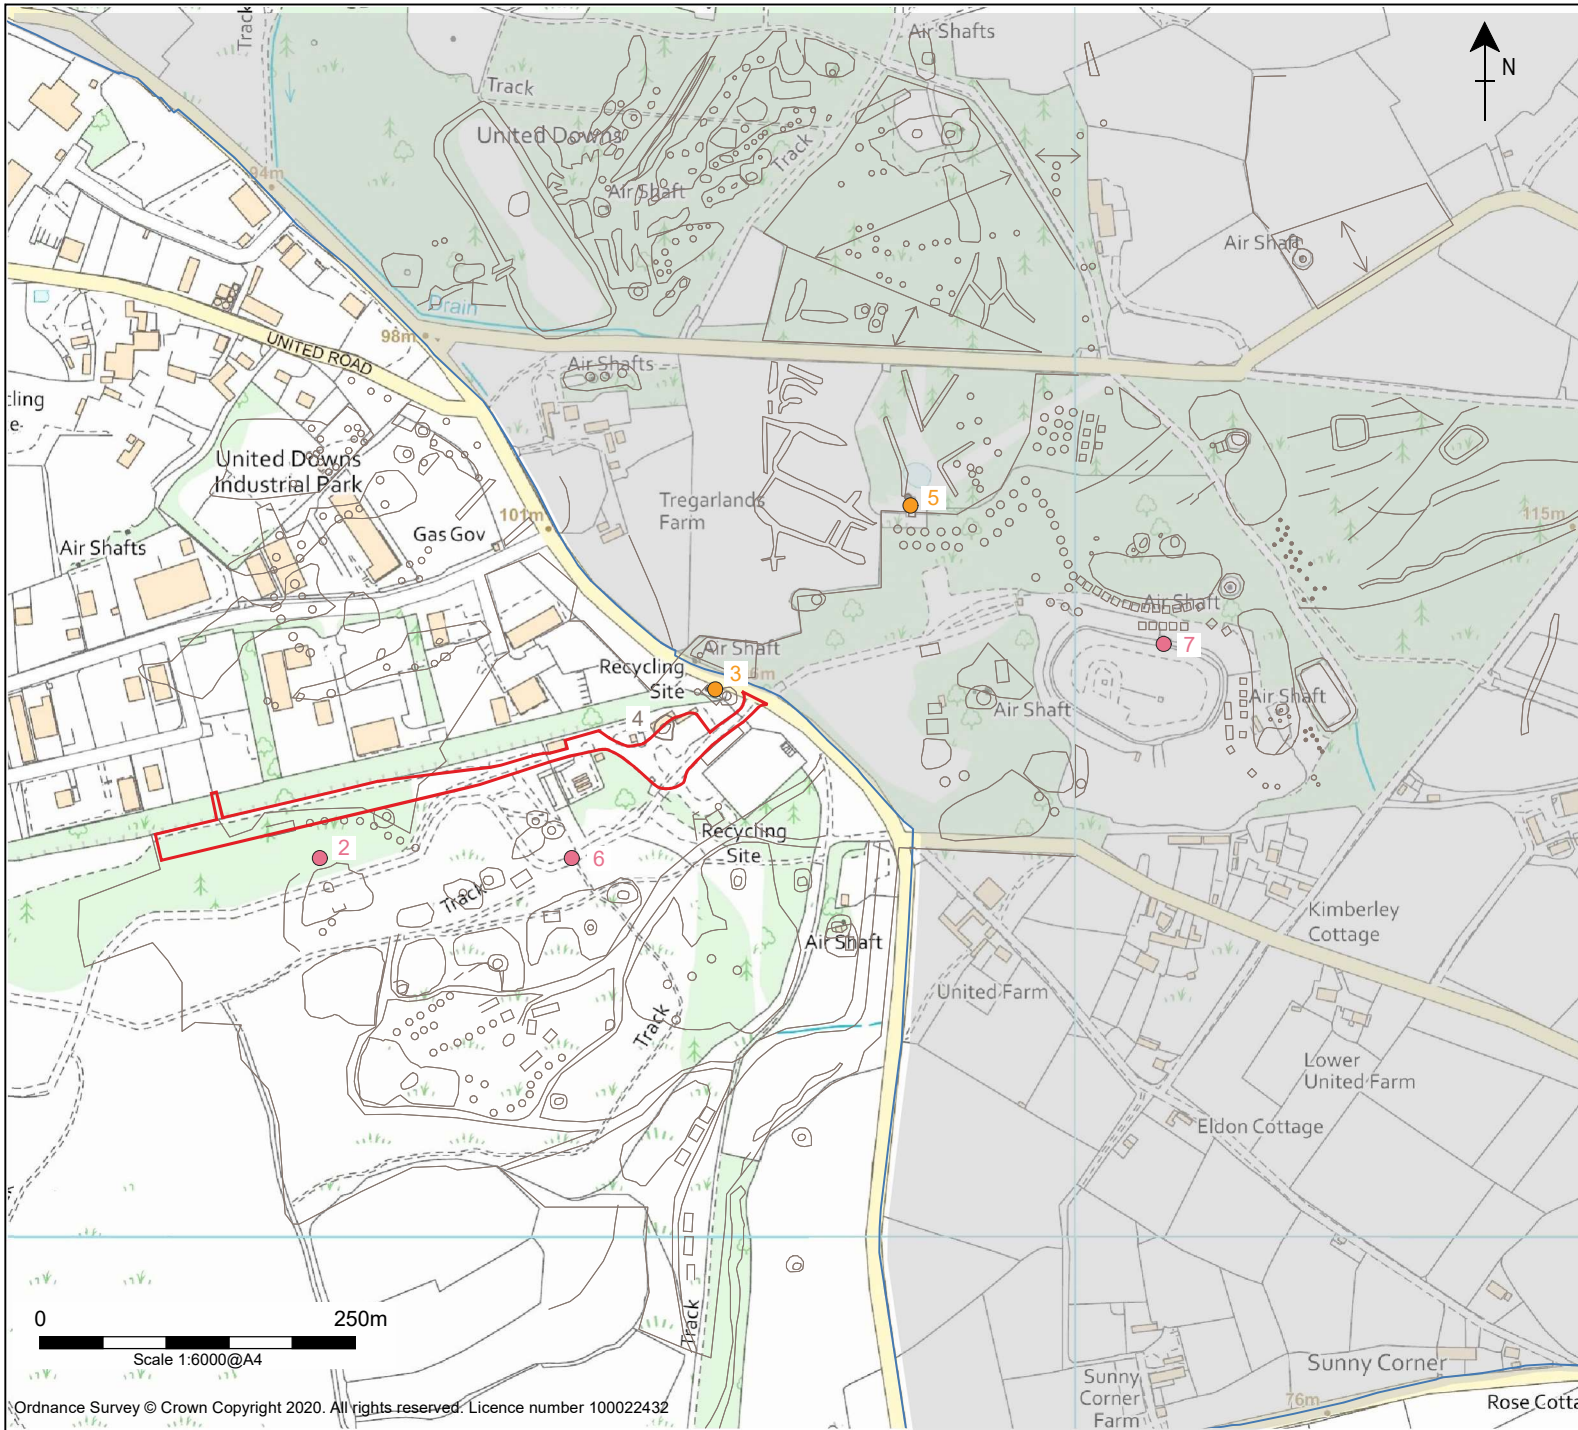 Track
Air Shafts
N
Track
United Downs
Track
Air Shaft
94m
Air Shaft
Drain
98m
UNITED ROAD
Air Shafts
United Downs
Industrial Park
Tregarlands
Farm
5
115m
101m
Gas Gov
Air Shafts
Air Shaft
7
Air Shaft
Recycling
Site
3
Air Shaft
Air Shaft
4
2
6
Recycling
Site
Track
Air Shaft
Kimberley
Cottage
United Farm
Track
Lower
United Farm
Eldon Cottage
0 250m
Scale 1:6000@A4
Track
Sunny Corner
Sunny
Corner
Farm
76m
Rose Cotta
Ordnance Survey © Crown Copyright 2020. All rights reserved. Licence number 100022432